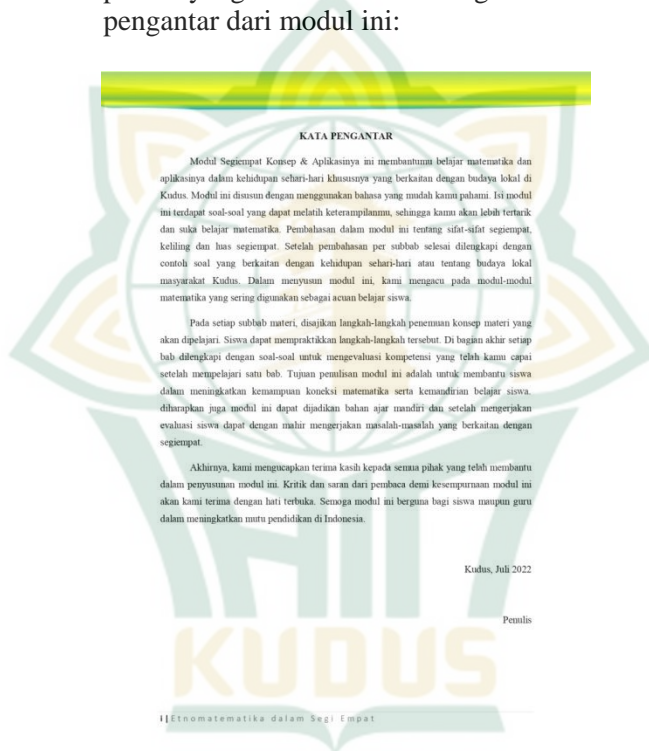 pengantar dari modul ini:
KATA PENGANTAR
Modul Segiempat Konsep & Aplikasinya ini membantumu belajar matematika dan
aplikasinya dalam kehidupan sehari-hari khususnya yang berkaitan dengan budaya lokal di
Kudus. Modul ini disusun dengan menggunakan bahasa yang mudah kamu pahami. Isi modul
ini terdapat soal-soal yang dapat melatih keterampilanmu, sehingga kamu akan lebih tertarik
dan suka belajar matematika. Pembahasan dalam modul ini tentang sifat-sifat segiempat,
keliling dan luas segiempat. Setelah pembahasan per subbab selesai dilengkapi dengan
contoh soal yang berkaitan dengan kehidupan sehari-hari atau tentang budaya lokal
masyarakat Kudus. Dalam menyusun modul ini, kami mengacu pada modul-modul
matematika yang sering digunakan sebagai acuan belajar siswa.
Pada setiap subbab materi, disajikan langkah-langkah penemuan konsep materi yang
akan dipelajari. Siswa dapat mempraktikkan langkah-langkah tersebut. Di bagian akhir setiap
bab dilengkapi dengan soal-soal untuk mengevaluasi kompetensi yang telah kamu capai
setelah mempelajari satu bab. Tujuan penulisan modul ini adalah untuk membantu siswa
dalam meningkatkan kemampuan koneksi matematika serta kemandirian belajar siswa.
diharapkan juga modul ini dapat dijadikan bahan ajar mandiri dan setelah mengerjakan
evaluasi siswa dapat dengan mahir mengerjakan masalah-masalah yang berkaitan dengan
segiempat.
Akhirnya, kami mengucapkan terima kasih kepada semua pihak yang telah membantu
dalam penyusunan modul ini. Kritik dan saran dari pembaca demi kesempurnaan modul ini
akan kami terima dengan hati terbuka. Semoga modul ini berguna bagi siswa maupun guru
dalam meningkatkan mutu pendidikan di Indonesia.
Kudus, Juli 2022
Penulis
KUDUS
i | Etnomatematika dalam Segi Empat